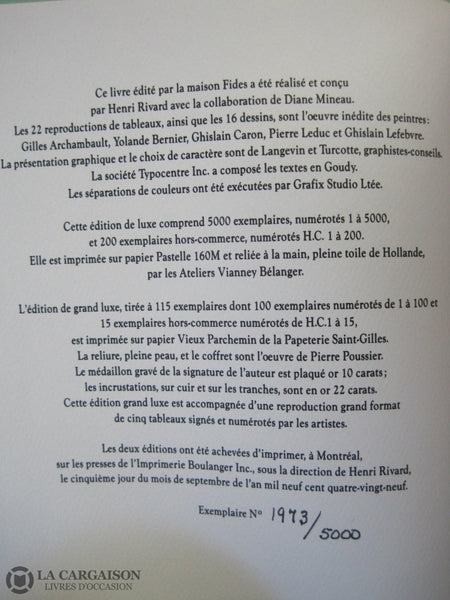 Ce livre édité par la maison Fides a été réalisé et conçu
par Henri Rivard avec la collaboration de Diane Mineau.
Les 22 reproductions de tableaux, ainsi que les 16 dessins, sont l'oeuvre inédite des peintres:
Gilles Archambault, Yolande Bernier, Ghislain Caron, Pierre Leduc et Ghislain Lefebvre.
La présentation graphique et le choix de caractère sont de Langevin et Turcotte, graphistes-conseils.
La société Typocentre Inc. a composé les textes en Goudy.
Les séparations de couleurs ont été exécutées par Grafix Studio Ltée.
Cette édition de luxe comprend 5000 exemplaires, numérotés 1 à 5000,
et 200 exemplaires hors-commerce, numérotés H.C. 1 à 200.
Elle est imprimée sur papier Pastelle 160M et reliée à la main, pleine toile de Hollande,
par les Ateliers Vianney Bélanger.
L'édition de grand luxe, tirée à 115 exemplaires dont 100 exemplaires numérotés de 1 à 100 et
15 exemplaires hors-commerce numérotés de H.C.1 à 15,
est imprimée sur papier Vieux Parchemin de la Papeterie Saint-Gilles.
La reliure, pleine peau, et le coffret sont l'oeuvre de Pierre Poussier.
Le médaillon gravé de la signature de l'auteur est plaqué or 10 carats;
les incrustations, sur cuir et sur les tranches, sont en or 22 carats.
Cette édition grand luxe est accompagnée d'une reproduction grand format
de cinq tableaux signés et numérotés par les artistes.
Les deux éditions ont été achevées d'imprimer, à Montréal,
sur les presses de l'Imprimerie Boulanger Inc., sous la direction de Henri Rivard,
le cinquième jour du mois de septembre de l'an mil neuf cent quatre-vingt-neuf.
Exemplaire Nº 1973/5000
LA CARGAISON
LIVRES D'OCCASION